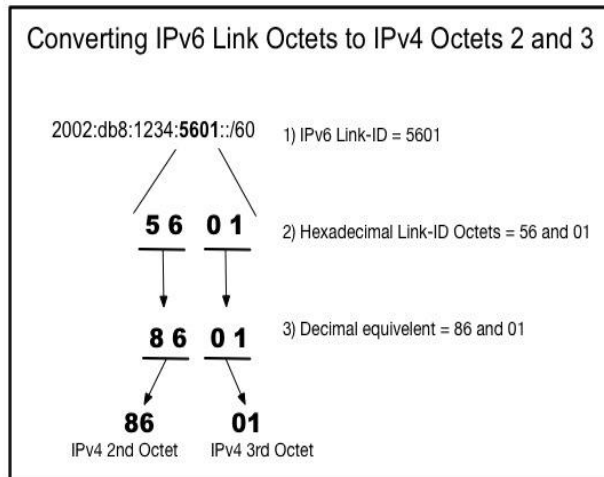 Converting IPv6 Link Octets to IPv4 Octets 2 and 3
2002:db8:1234:5601::/60
1) IPv6 Link-ID = 5601
5 6 0 1
2) Hexadecimal Link-ID Octets = 56 and 01
8 6 0 1
3) Decimal equivelent = 86 and 01
86 01
IPv4 2nd Octet IPv4 3rd Octet